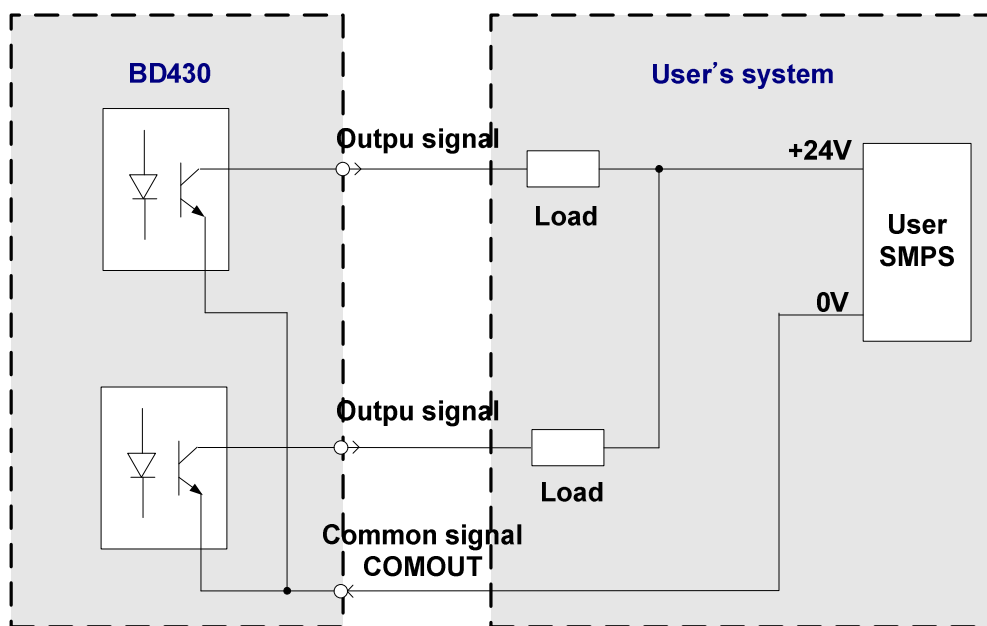 BD430
User's system
Outpu signal
+24V
Load
User
SMPS
0V
Outpu signal
Load
Common signal
COMOUT